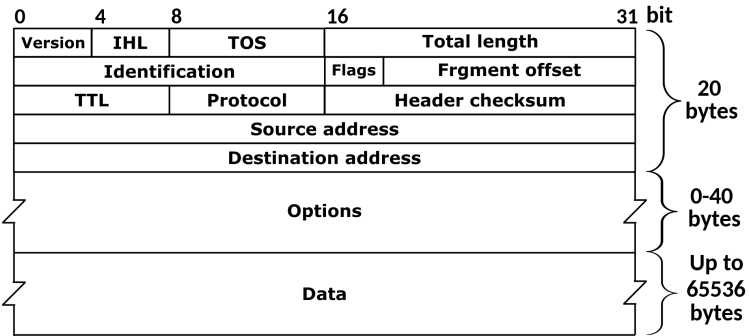 0 4 8 16 31 bit
Version IHL TOS Total length
Identification Flags Frgment offset
TTL Protocol Header checksum
Source address
Destination address
20
bytes
Options
0-40
bytes
Data
Up to
65536
bytes